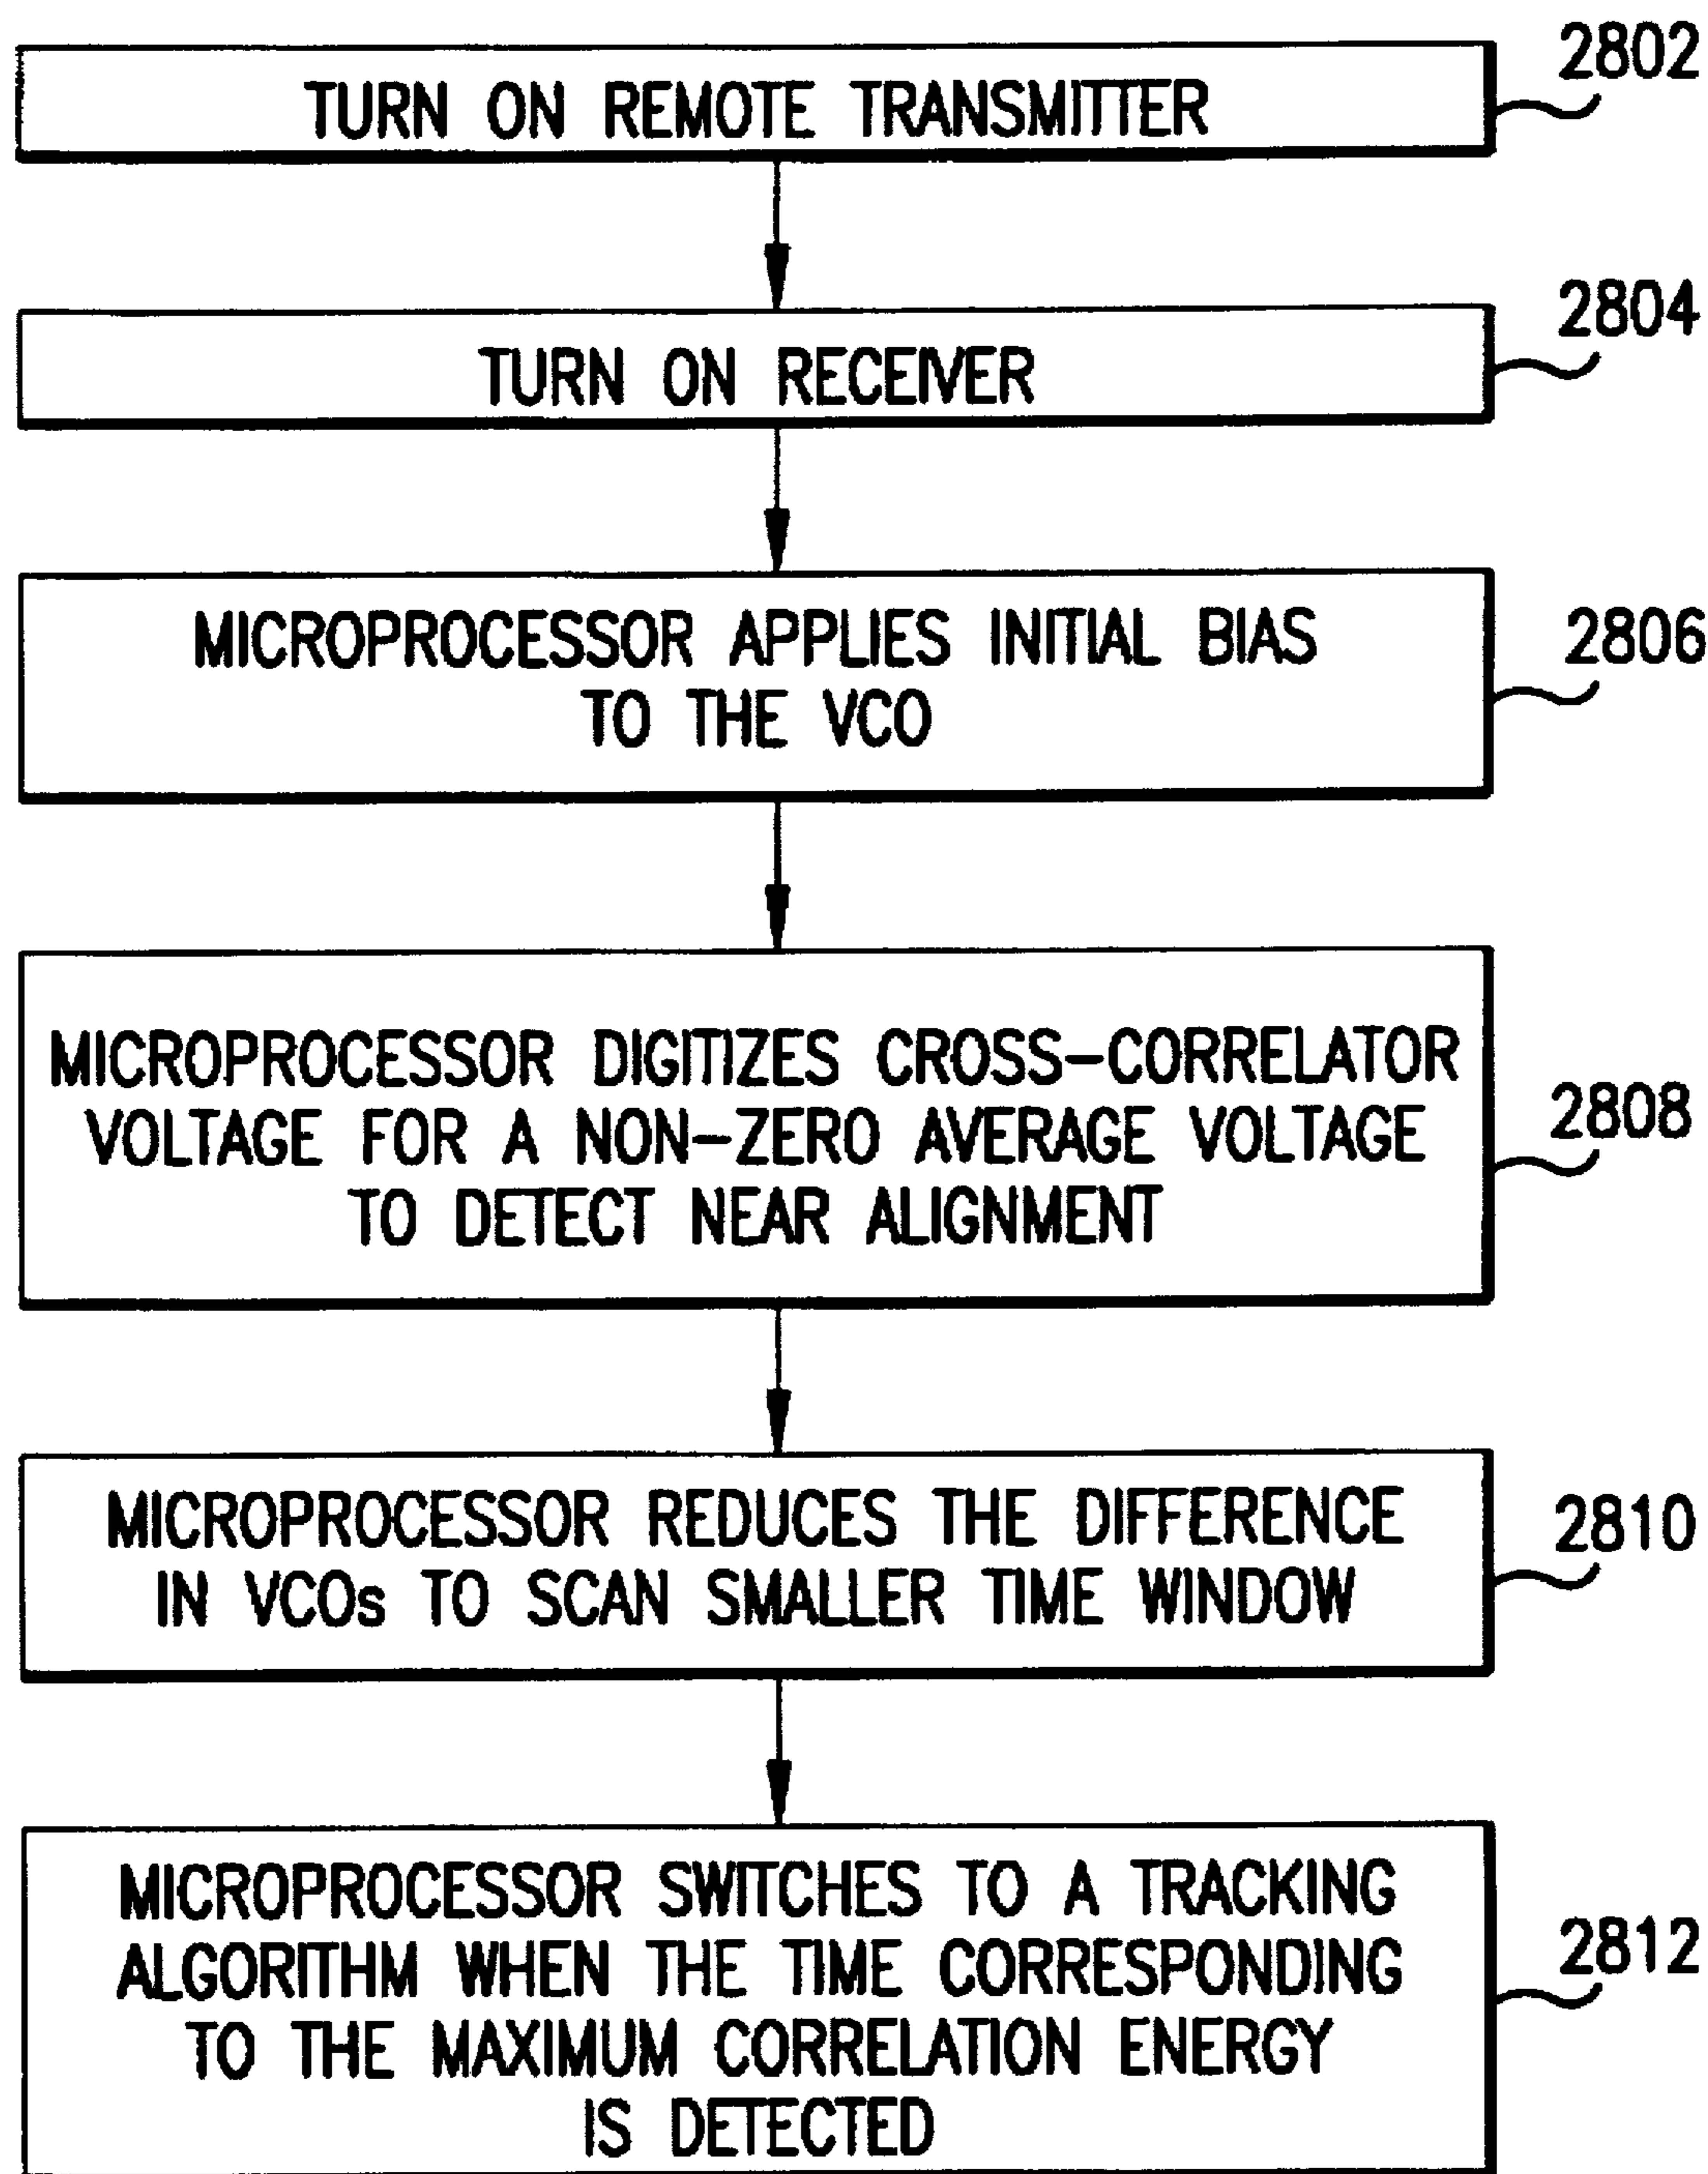 2802
TURN ON REMOTE TRANSMITTER
2804
TURN ON RECEIVER
MICROPROCESSOR APPLIES INITIAL BIAS
TO THE VCO
2806
MICROPROCESSOR DIGITIZES CROSS-CORRELATOR
VOLTAGE FOR A NON-ZERO AVERAGE VOLTAGE
TO DETECT NEAR ALIGNMENT
2808
MICROPROCESSOR REDUCES THE DIFFERENCE
IN VCOs TO SCAN SMALLER TIME WINDOW
2810
MICROPROCESSOR SWITCHES TO A TRACKING
ALGORITHM WHEN THE TIME CORRESPONDING
TO THE MAXIMUM CORRELATION ENERGY
IS DETECTED
2812